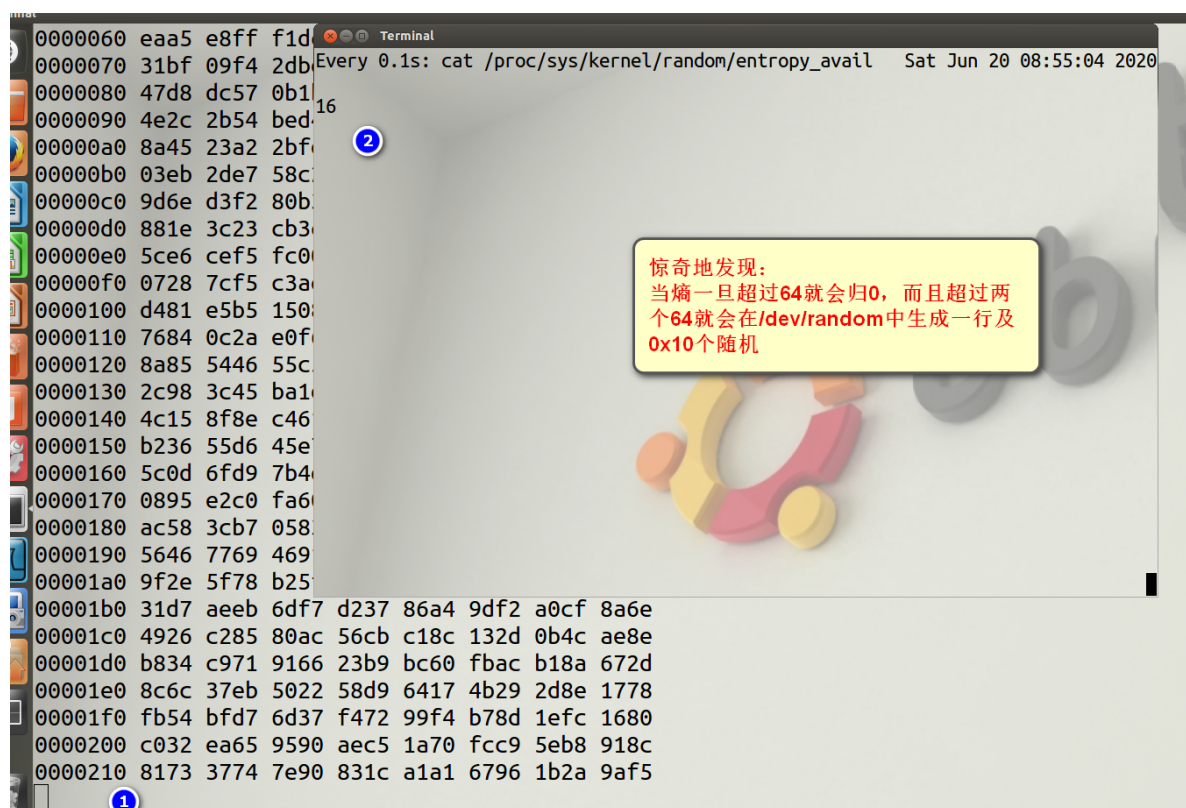 0000060 eaa5 e8ff
0000070 31bf 09f4
0000080 47d8 dc57
0000090 4e2c 2b54
00000a0 8a45 23a2
00000b0 03eb 2de7
00000c0 9d6e d3f2
00000d0 881e 3c23
00000e0 5ce6 cef5
00000f0 0728 7cf5
0000100 d481 e5b5
0000110 7684 0c2a
0000120 8a85 5446
0000130 2c98 3c45
0000140 4c15 8f8e
0000150 b236 55d6
0000160 5c0d 6fd9
0000170 0895 e2c0
0000180 ac58 3cb7
0000190 5646 7769
00001a0 9f2e 5f78
00001b0 31d7 aeeb 6df7 d237 86a4 9df2 a0cf 8a6e
00001c0 4926 c285 80ac 56cb c18c 132d 0b4c ae8e
00001d0 b834 c971 9166 23b9 bc60 fbac b18a 672d
00001e0 8c6c 37eb 5022 58d9 6417 4b29 2d8e 1778
00001f0 fb54 bfd7 6d37 f472 99f4 b78d 1efc 1680
0000200 c032 ea65 9590 aec5 1a70 fcc9 5eb8 918c
0000210 8173 3774 7e90 831c a1a1 6796 1b2a 9af5
1
Terminal
Every 0.1s: cat /proc/sys/kernel/random/entropy_avail Sat Jun 20 08:55:04 2020
16
2
惊奇地发现：
当熵一旦超过64就会归0，而且超过两
个64就会在/dev/random中生成一行及
0x10个随机